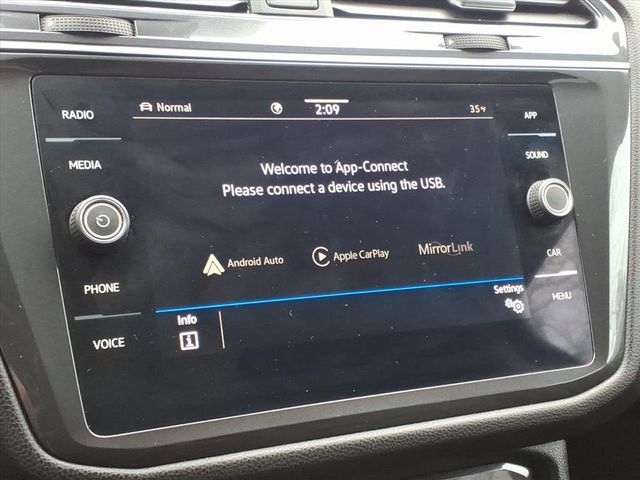 RADIO
MEDIA
PHONE
VOICE
Normal
2:09
35°F
Welcome to App-Connect
Please connect a device using the USB.
Android Auto
Apple CarPlay
MirrorLink
Info
i
Settings
APP
SOUND
CAR
MENU